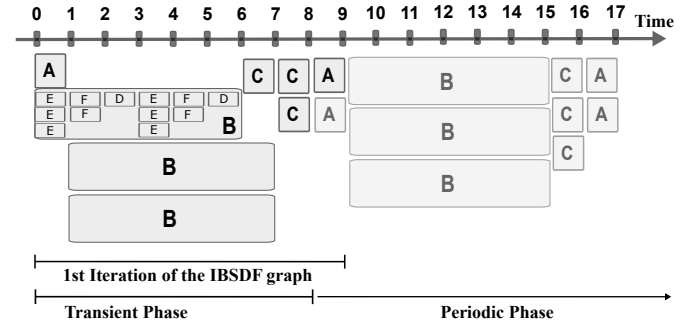 0 1 2 3 4 5 6 7 8 9 10 11 12 13 14 15 16 17 Time
A C C A B C A
E F D E F D
E F E F B C A B C A
E E
B C
B
B
1st Iteration of the IBSDF graph
Transient Phase Periodic Phase